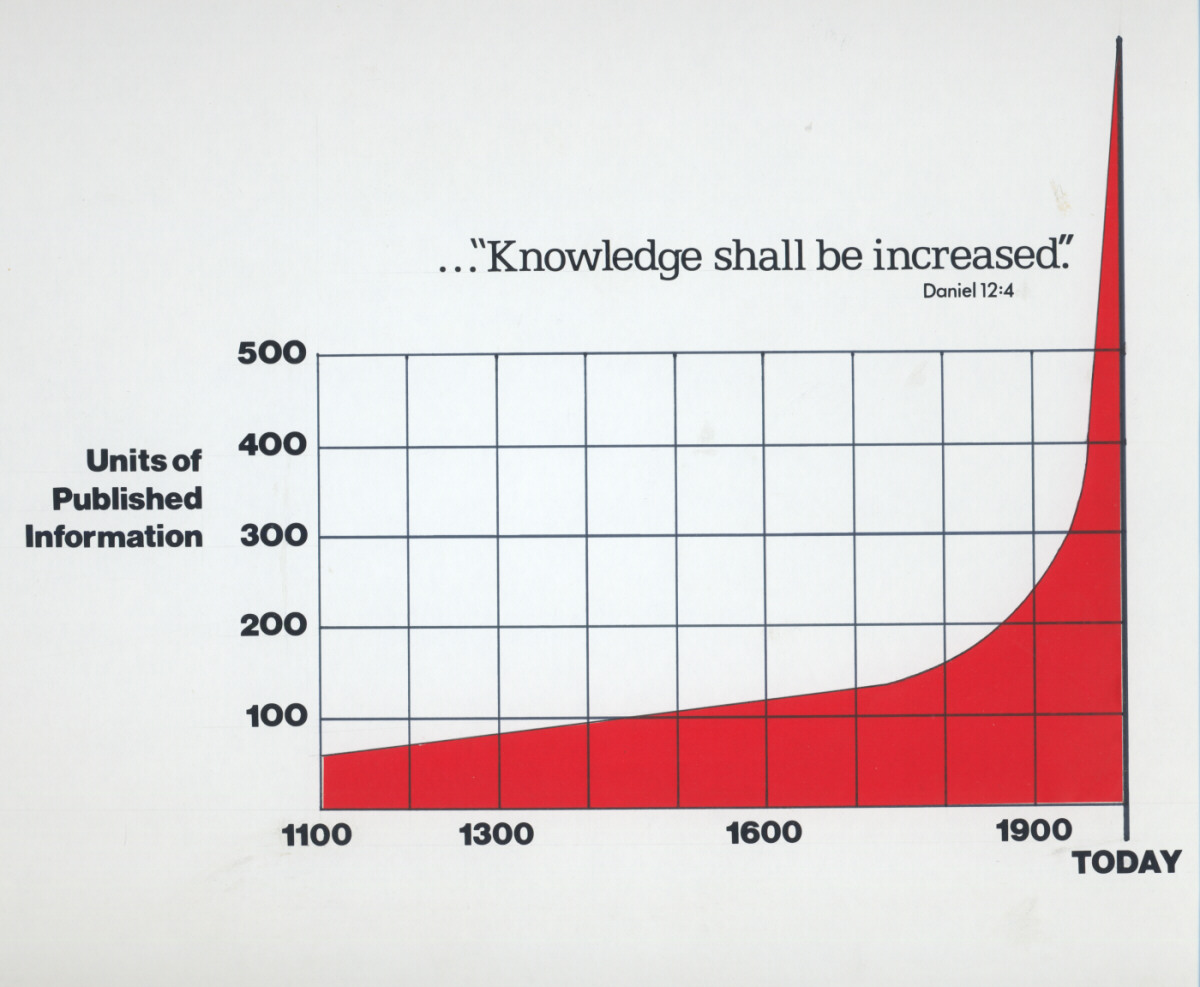 …"Knowledge shall be increased."
Daniel 12:4
500
400
300
200
100
Units of
Published
Information
1100 1300 1600 1900
TODAY